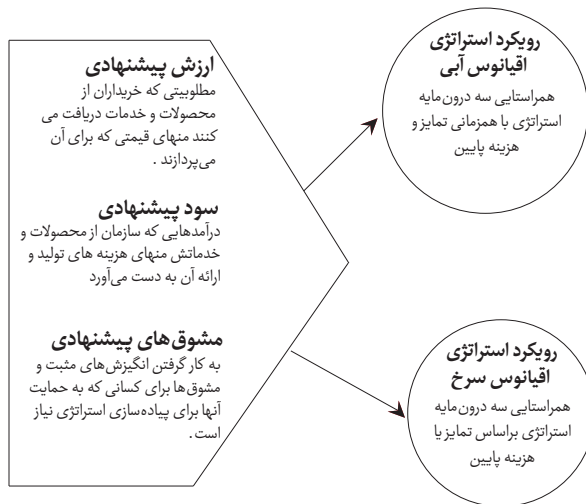 رویکرد استراتژی
اقیانوس آبی
همراستایی سه درون‌مایه
استراتژی با همزمانی تمایز و
هزینه پایین
ارزش پیشنهادی
مطلوبیتی که خریداران از
محصولات و خدمات دریافت می
کنند منهای قیمتی که برای آن
می‌پردازند .
سود پیشنهادی
درآمدهایی که سازمان از محصولات و
خدماتش منهای هزینه های تولید و
ارائه آن به دست می‌آورد
مشوق‌های پیشنهادی
به کار گرفتن انگیزش‌های مثبت و
مشوق‌ها برای کسانی که به حمایت
آنها برای پیاده‌سازی استراتژی نیاز
است .
رویکرد استراتژی
اقیانوس سرخ
همراستایی سه درون‌مایه
استراتژی براساس تمایز یا
هزینه پایین